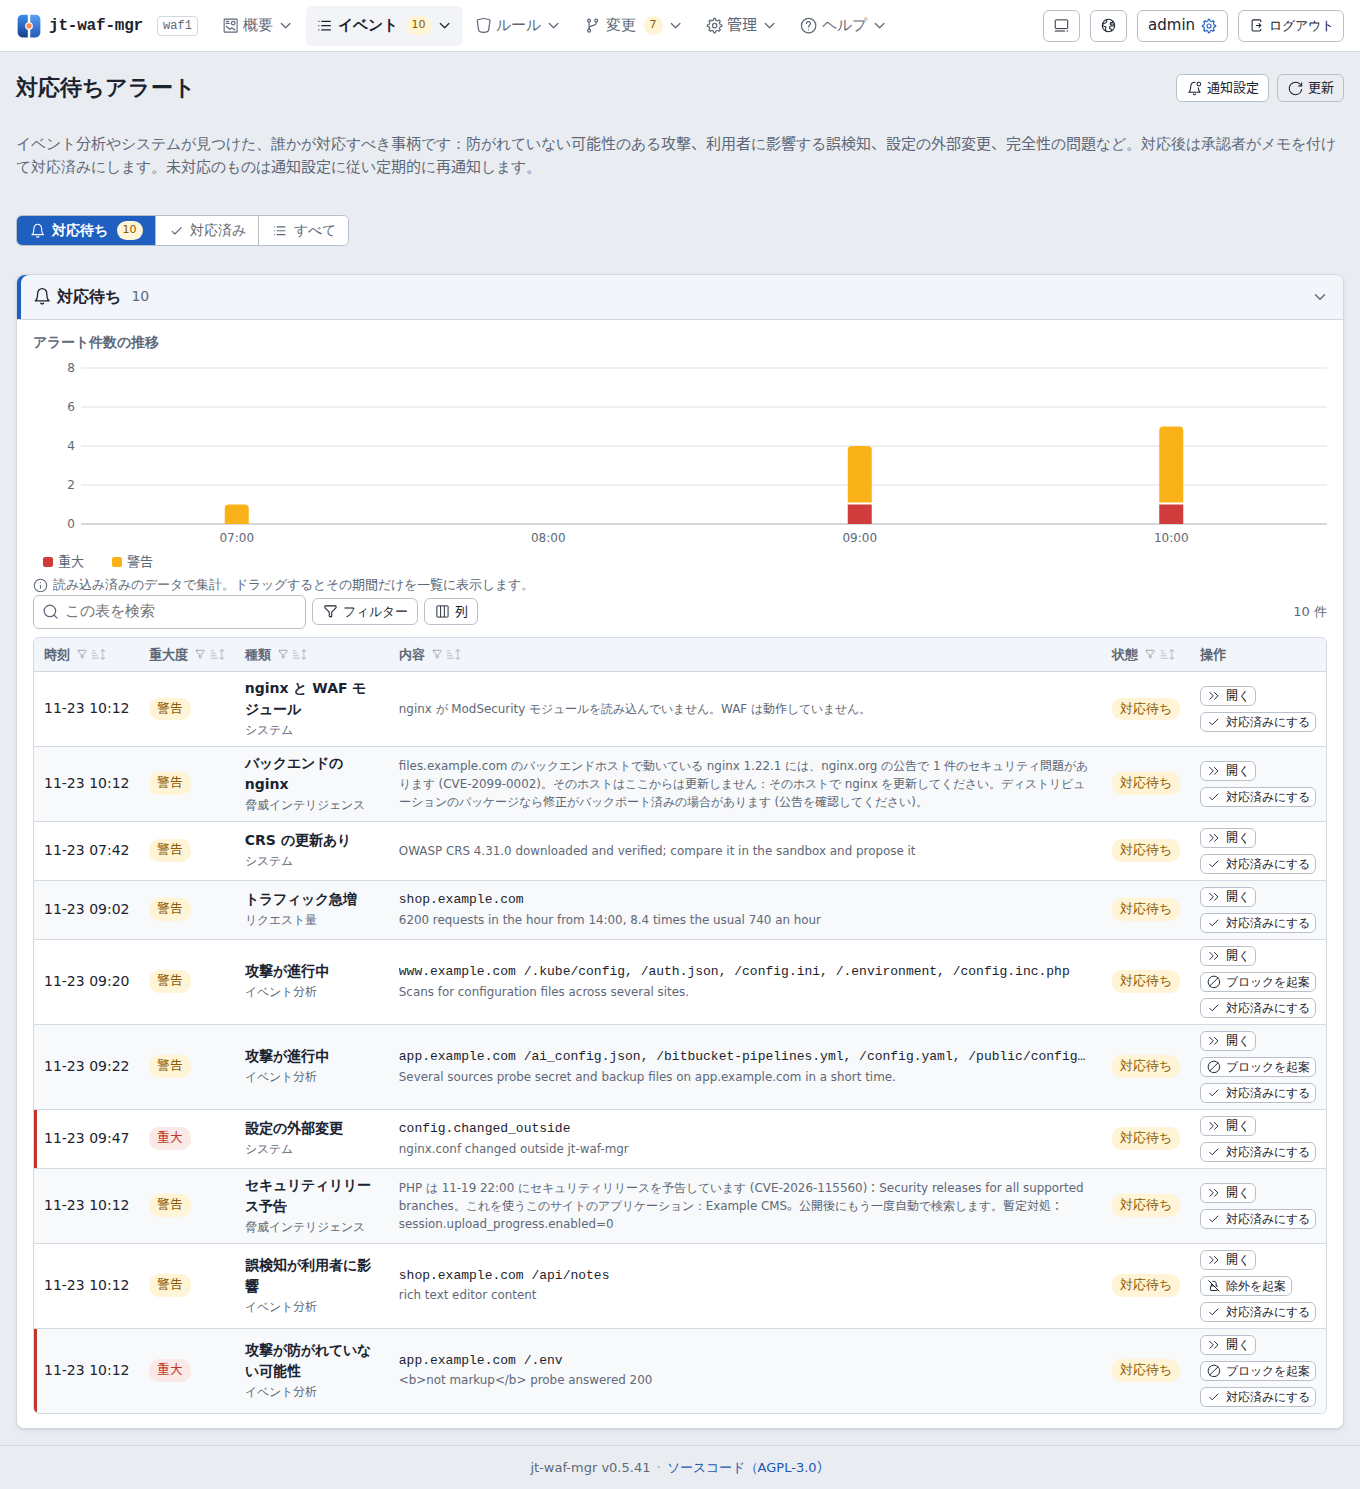 jt-waf-mgr waf1 概要 イベント 10 ルール 変更 7 管理 ヘルプ admin ログアウト
対応待ちアラート 通知設定 更新
イベント分析やシステムが見つけた、誰かが対応すべき事柄です：防がれていない可能性のある攻撃、利用者に影響する誤検知、設定の外部変更、完全性の問題など。対応後は承認者がメモを付け
て対応済みにします。未対応のものは通知設定に従い定期的に再通知します。
対応待ち 10 対応済み すべて
対応待ち 10
アラート件数の推移
8
6
4
2
0
07:00 08:00 09:00 10:00
重大 警告
読み込み済みのデータで集計。ドラッグするとその期間だけを一覧に表示します。
この表を検索 フィルター 列 10 件
時刻 重大度 種類 内容 状態 操作
11-23 10:12 警告 nginx と WAF モ
ジュール
システム
nginx が ModSecurity モジュールを読み込んでいません。WAF は動作していません。
対応待ち
開く
対応済みにする
11-23 10:12 警告 バックエンドの
nginx
脅威インテリジェンス
files.example.com のバックエンドホストで動いている nginx 1.22.1 には、nginx.org の公告で 1 件のセキュリティ問題があ
ります (CVE-2099-0002)。そのホストはここからは更新しません：そのホストで nginx を更新してください。ディストリビュ
ーションのパッケージなら修正がバックポート済みの場合があります (公告を確認してください)。
対応待ち
開く
対応済みにする
11-23 07:42 警告 CRS の更新あり
システム
OWASP CRS 4.31.0 downloaded and verified; compare it in the sandbox and propose it
対応待ち
開く
対応済みにする
11-23 09:02 警告 トラフィック急増
リクエスト量
shop.example.com
6200 requests in the hour from 14:00, 8.4 times the usual 740 an hour
対応待ち
開く
対応済みにする
11-23 09:20 警告 攻撃が進行中
イベント分析
www.example.com /.kube/config, /auth.json, /config.ini, /.environment, /config.inc.php
Scans for configuration files across several sites.
対応待ち
開く
ブロックを起案
対応済みにする
11-23 09:22 警告 攻撃が進行中
イベント分析
app.example.com /ai_config.json, /bitbucket-pipelines.yml, /config.yaml, /public/config…
Several sources probe secret and backup files on app.example.com in a short time.
対応待ち
開く
ブロックを起案
対応済みにする
11-23 09:47 重大 設定の外部変更
システム
config.changed_outside
nginx.conf changed outside jt-waf-mgr
対応待ち
開く
対応済みにする
11-23 10:12 警告 セキュリティリリー
ス予告
脅威インテリジェンス
PHP は 11-19 22:00 にセキュリティリリースを予告しています (CVE-2026-115560)：Security releases for all supported
branches。これを使うこのサイトのアプリケーション：Example CMS。公開後にもう一度自動で検索します。暫定対処：
session.upload_progress.enabled=0
対応待ち
開く
対応済みにする
11-23 10:12 警告 誤検知が利用者に影
響
イベント分析
shop.example.com /api/notes
rich text editor content
対応待ち
開く
除外を起案
対応済みにする
11-23 10:12 重大 攻撃が防がれていな
い可能性
イベント分析
app.example.com /.env
&lt;b&gt;not markup&lt;/b&gt; probe answered 200
対応待ち
開く
ブロックを起案
対応済みにする
jt-waf-mgr v0.5.41 · ソースコード（AGPL-3.0）